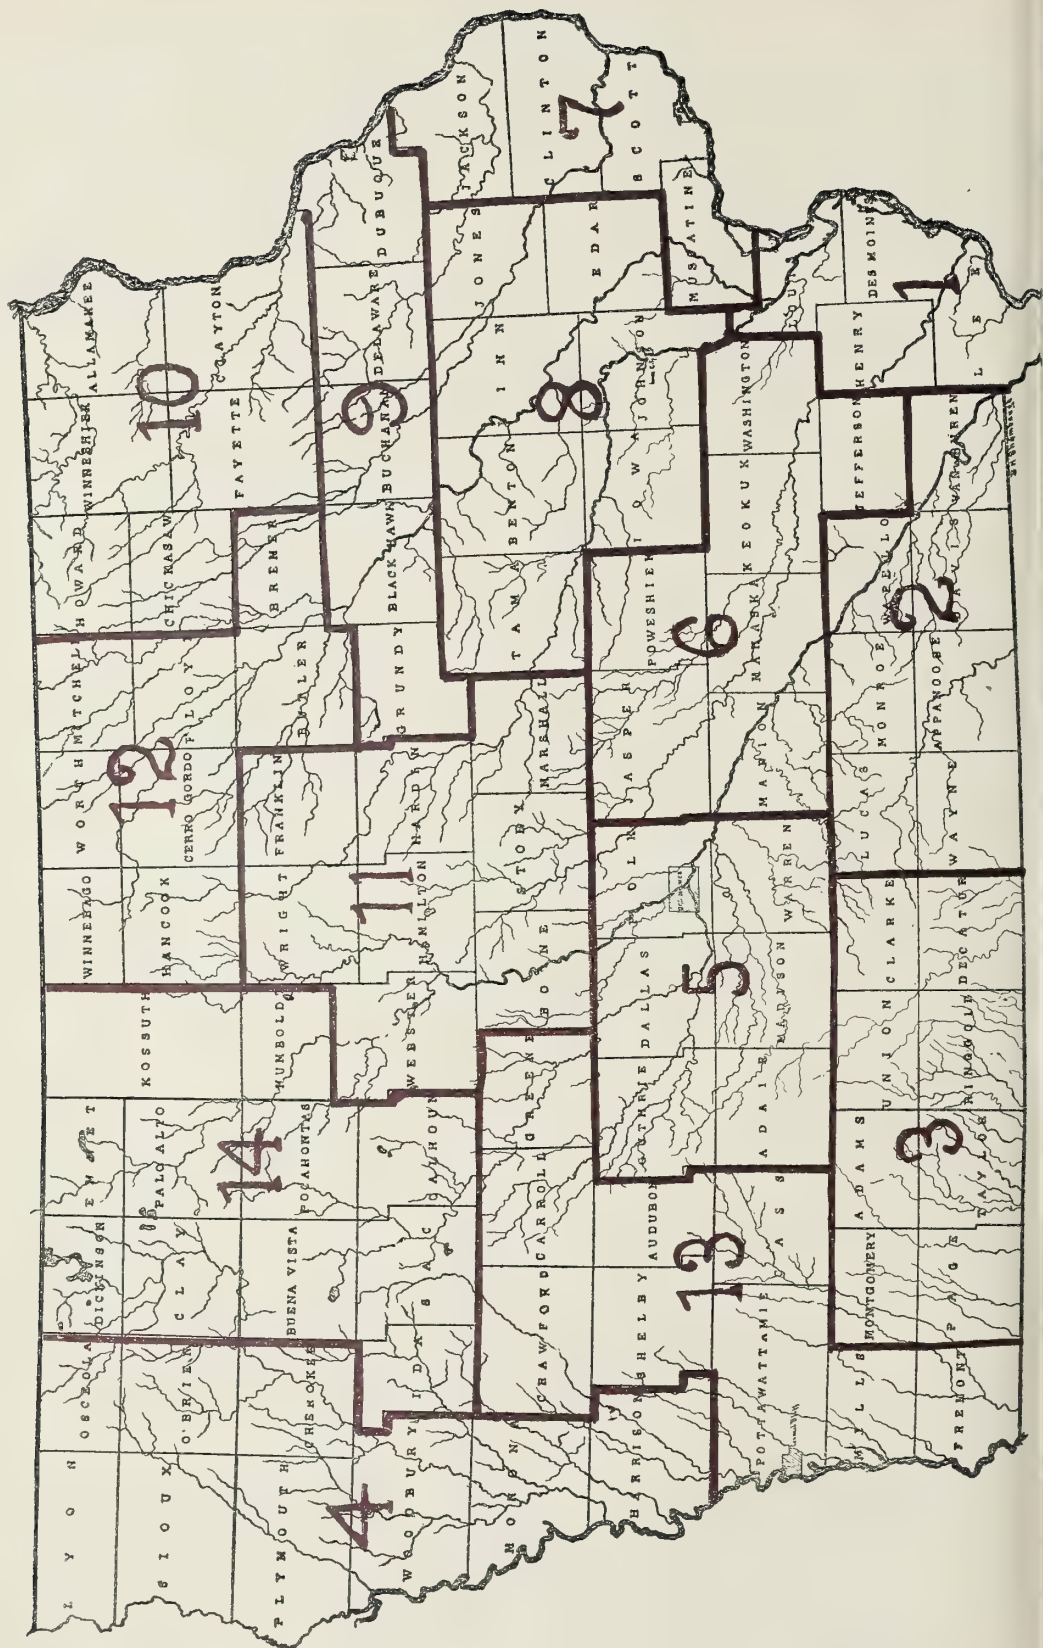 LYON
OSCEOLA
DICKINSON
EMMET
KOSSUTH
WINNEBAGO
WORTH
MITCHELL
HOWARD
WINNESHIEK
ALLAMAKEE
SIOUX
O'BRIEN
CLAY
PALO ALTO
HANCOCK
12
CERRO GORDO
FLOYD
CHICKASAW
10
FAYETTE
CLAYTON
PLYMOUTH
CHEROKEE
BUENA VISTA
14
POCAHONTAS
HUMBOLDT
WRIGHT
FRANKLIN
BUTLER
BREMER
4
WOODBURY
IDA
SAC
CALHOUN
WEBSTER
11
HAMILTON
HARDIN
GRUNDY
BLACK HAWK
BUCHANAN
9
DELAWARE
DUBUQUE
MONONA
CRAWFORD
CARROLL
GREENE
BOONE
STORY
MARSHALL
TAMA
BENTON
LINN
JONES
JACKSON
8
CLINTON
7
HARRISON
SHELBY
AUDUBON
GUTHRIE
DALLAS
POLK
JASPER
POWESHIEK
IOWA
JOHNSON
CEDAR
SCOTT
MUSCATINE
13
5
6
POTTAWATTAMIE
CASS
ADAIR
MADISON
WARREN
MARION
MAHASKA
KEOKUK
WASHINGTON
LOUISA
MILLS
MONTGOMERY
ADAMS
UNION
CLARKE
LUCAS
MONROE
WAPELLO
JEFFERSON
HENRY
DES MOINES
3
2
1
FREMONT
PAGE
TAYLOR
RINGGOLD
DECATUR
WAYNE
APPANOOSE
DAVIS
VAN BUREN
LEE